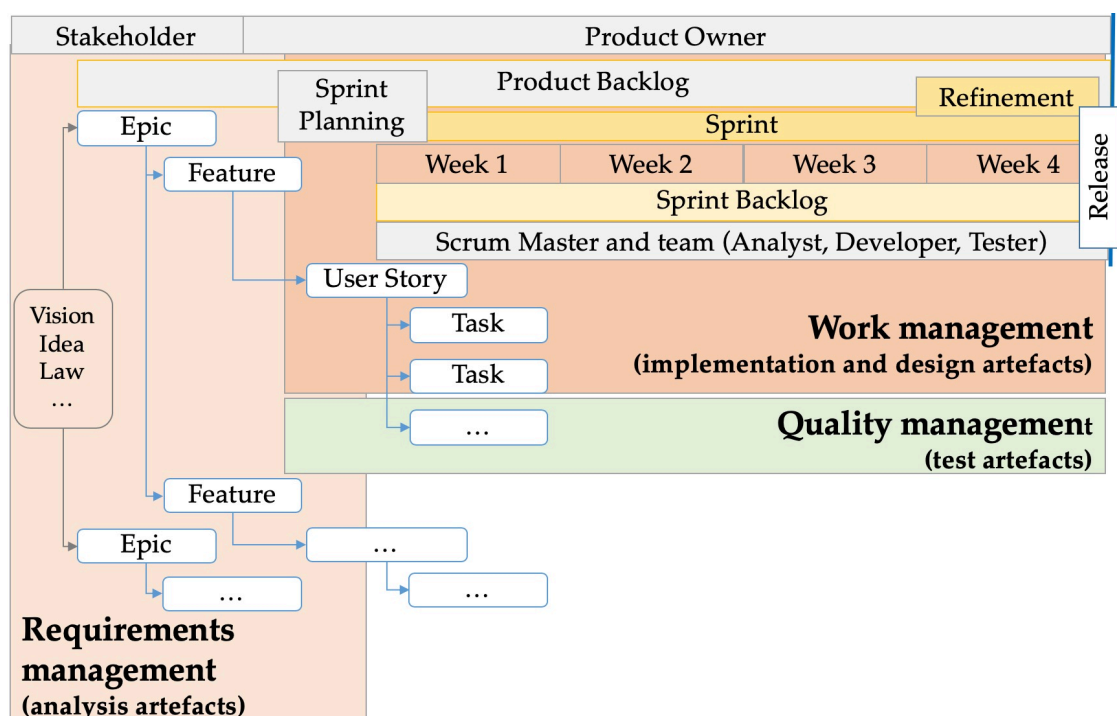 Stakeholder
Product Owner
Product Backlog
Sprint
Planning
Refinement
Epic
Sprint
Feature
Week 1
Week 2
Week 3
Week 4
Release
Sprint Backlog
Scrum Master and team (Analyst, Developer, Tester)
User Story
Vision
Idea
Law
...
Task
Task
...
Work management
(implementation and design artefacts)
Quality management
(test artefacts)
Feature
Epic
...
...
...
Requirements
management
(analysis artefacts)